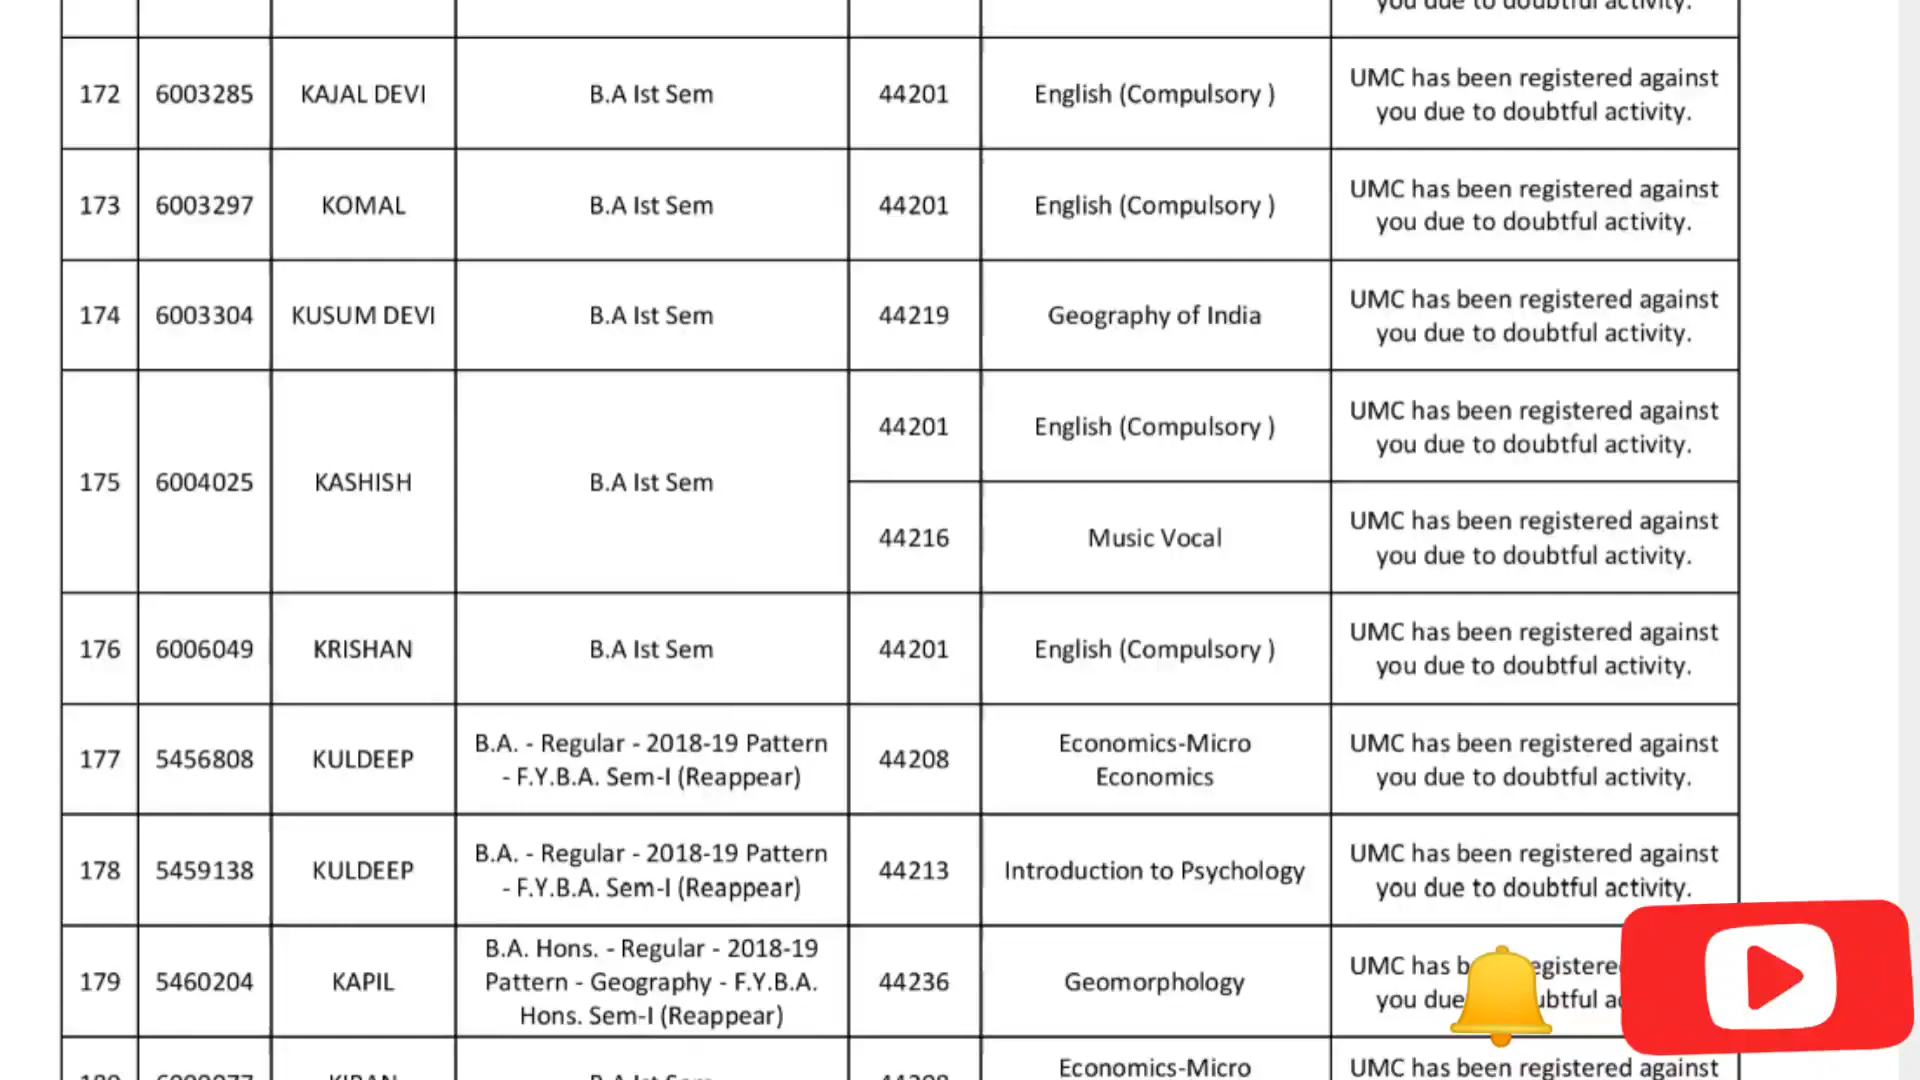 you due to doubtful activity.
172 6003285 KAJAL DEVI B.A Ist Sem 44201 English (Compulsory ) UMC has been registered against
you due to doubtful activity.
173 6003297 KOMAL B.A Ist Sem 44201 English (Compulsory ) UMC has been registered against
you due to doubtful activity.
174 6003304 KUSUM DEVI B.A Ist Sem 44219 Geography of India UMC has been registered against
you due to doubtful activity.
175 6004025 KASHISH B.A Ist Sem 44201 English (Compulsory ) UMC has been registered against
you due to doubtful activity.
44216 Music Vocal UMC has been registered against
you due to doubtful activity.
176 6006049 KRISHAN B.A Ist Sem 44201 English (Compulsory ) UMC has been registered against
you due to doubtful activity.
177 5456808 KULDEEP B.A. - Regular - 2018-19 Pattern
- F.Y.B.A. Sem-I (Reappear) 44208 Economics-Micro
Economics UMC has been registered against
you due to doubtful activity.
178 5459138 KULDEEP B.A. - Regular - 2018-19 Pattern
- F.Y.B.A. Sem-I (Reappear) 44213 Introduction to Psychology UMC has been registered against
you due to doubtful activity.
179 5460204 KAPIL B.A. Hons. - Regular - 2018-19
Pattern - Geography - F.Y.B.A.
Hons. Sem-I (Reappear) 44236 Geomorphology UMC has
you due
KIRAN B.A Ist Sem Economics-Micro UMC has been registered against